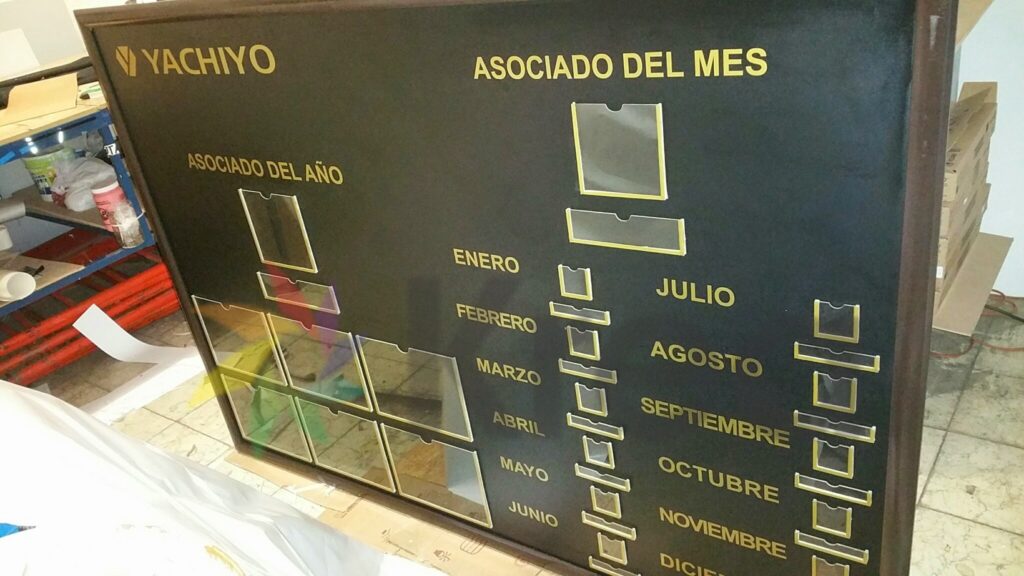 YACHIYO
ASOCIADO DEL MES
ASOCIADO DEL AÑO
ENERO
FEBRERO
MARZO
ABRIL
MAYO
JUNIO
JULIO
AGOSTO
SEPTIEMBRE
OCTUBRE
NOVIEMBRE